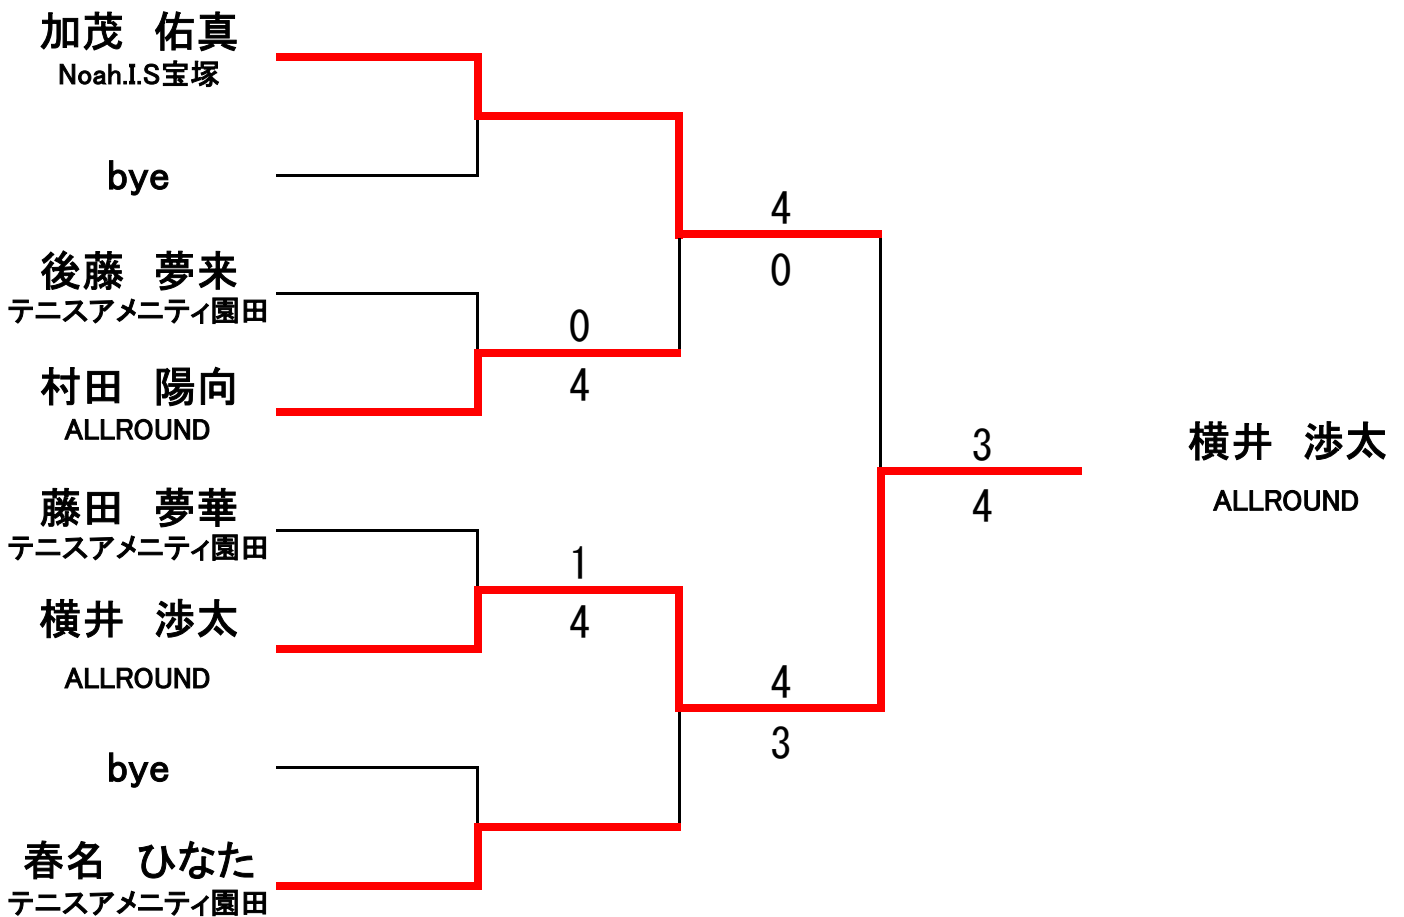 加茂　佑真
Noah.I.S宝塚
bye
後藤　夢来
テニスアメニティ園田
村田　陽向
ALLROUND
藤田　夢華
テニスアメニティ園田
横井　渉太
ALLROUND
bye
春名　ひなた
テニスアメニティ園田
0
4
1
4
4
0
4
3
3
4
横井　渉太
ALLROUND